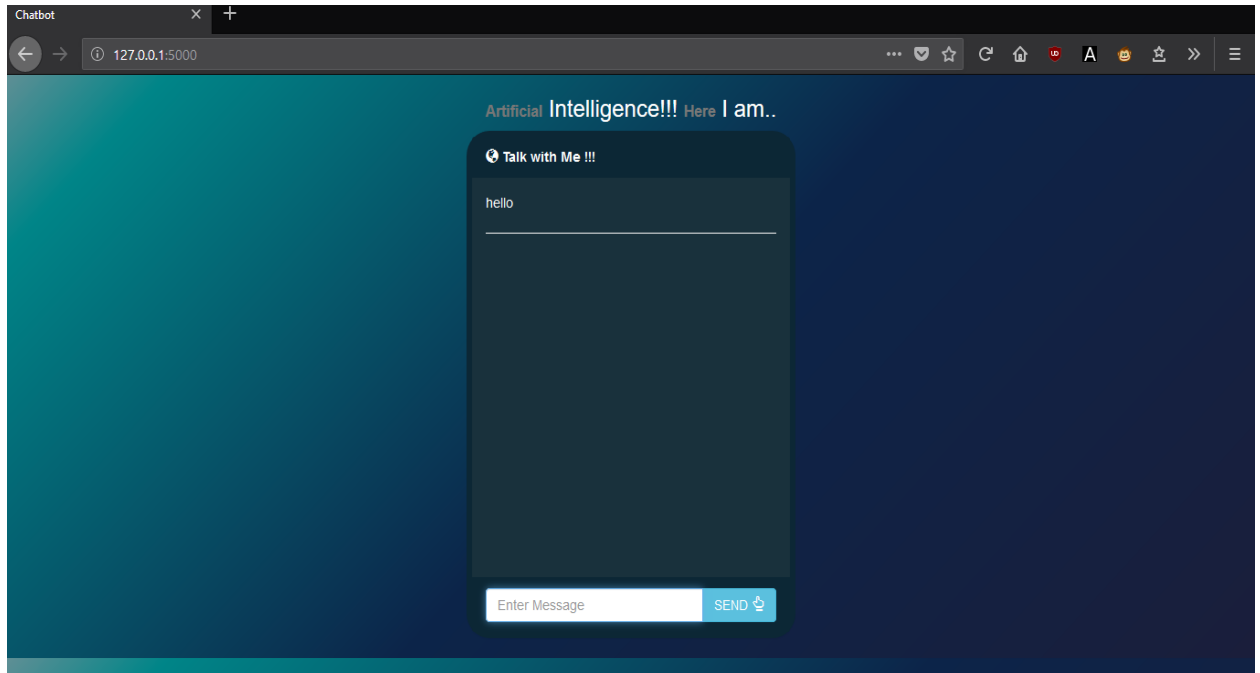 Chatbot
127.0.0.1:5000
Artificial Intelligence!!! Here I am..
Talk with Me !!!
hello
Enter Message
SEND